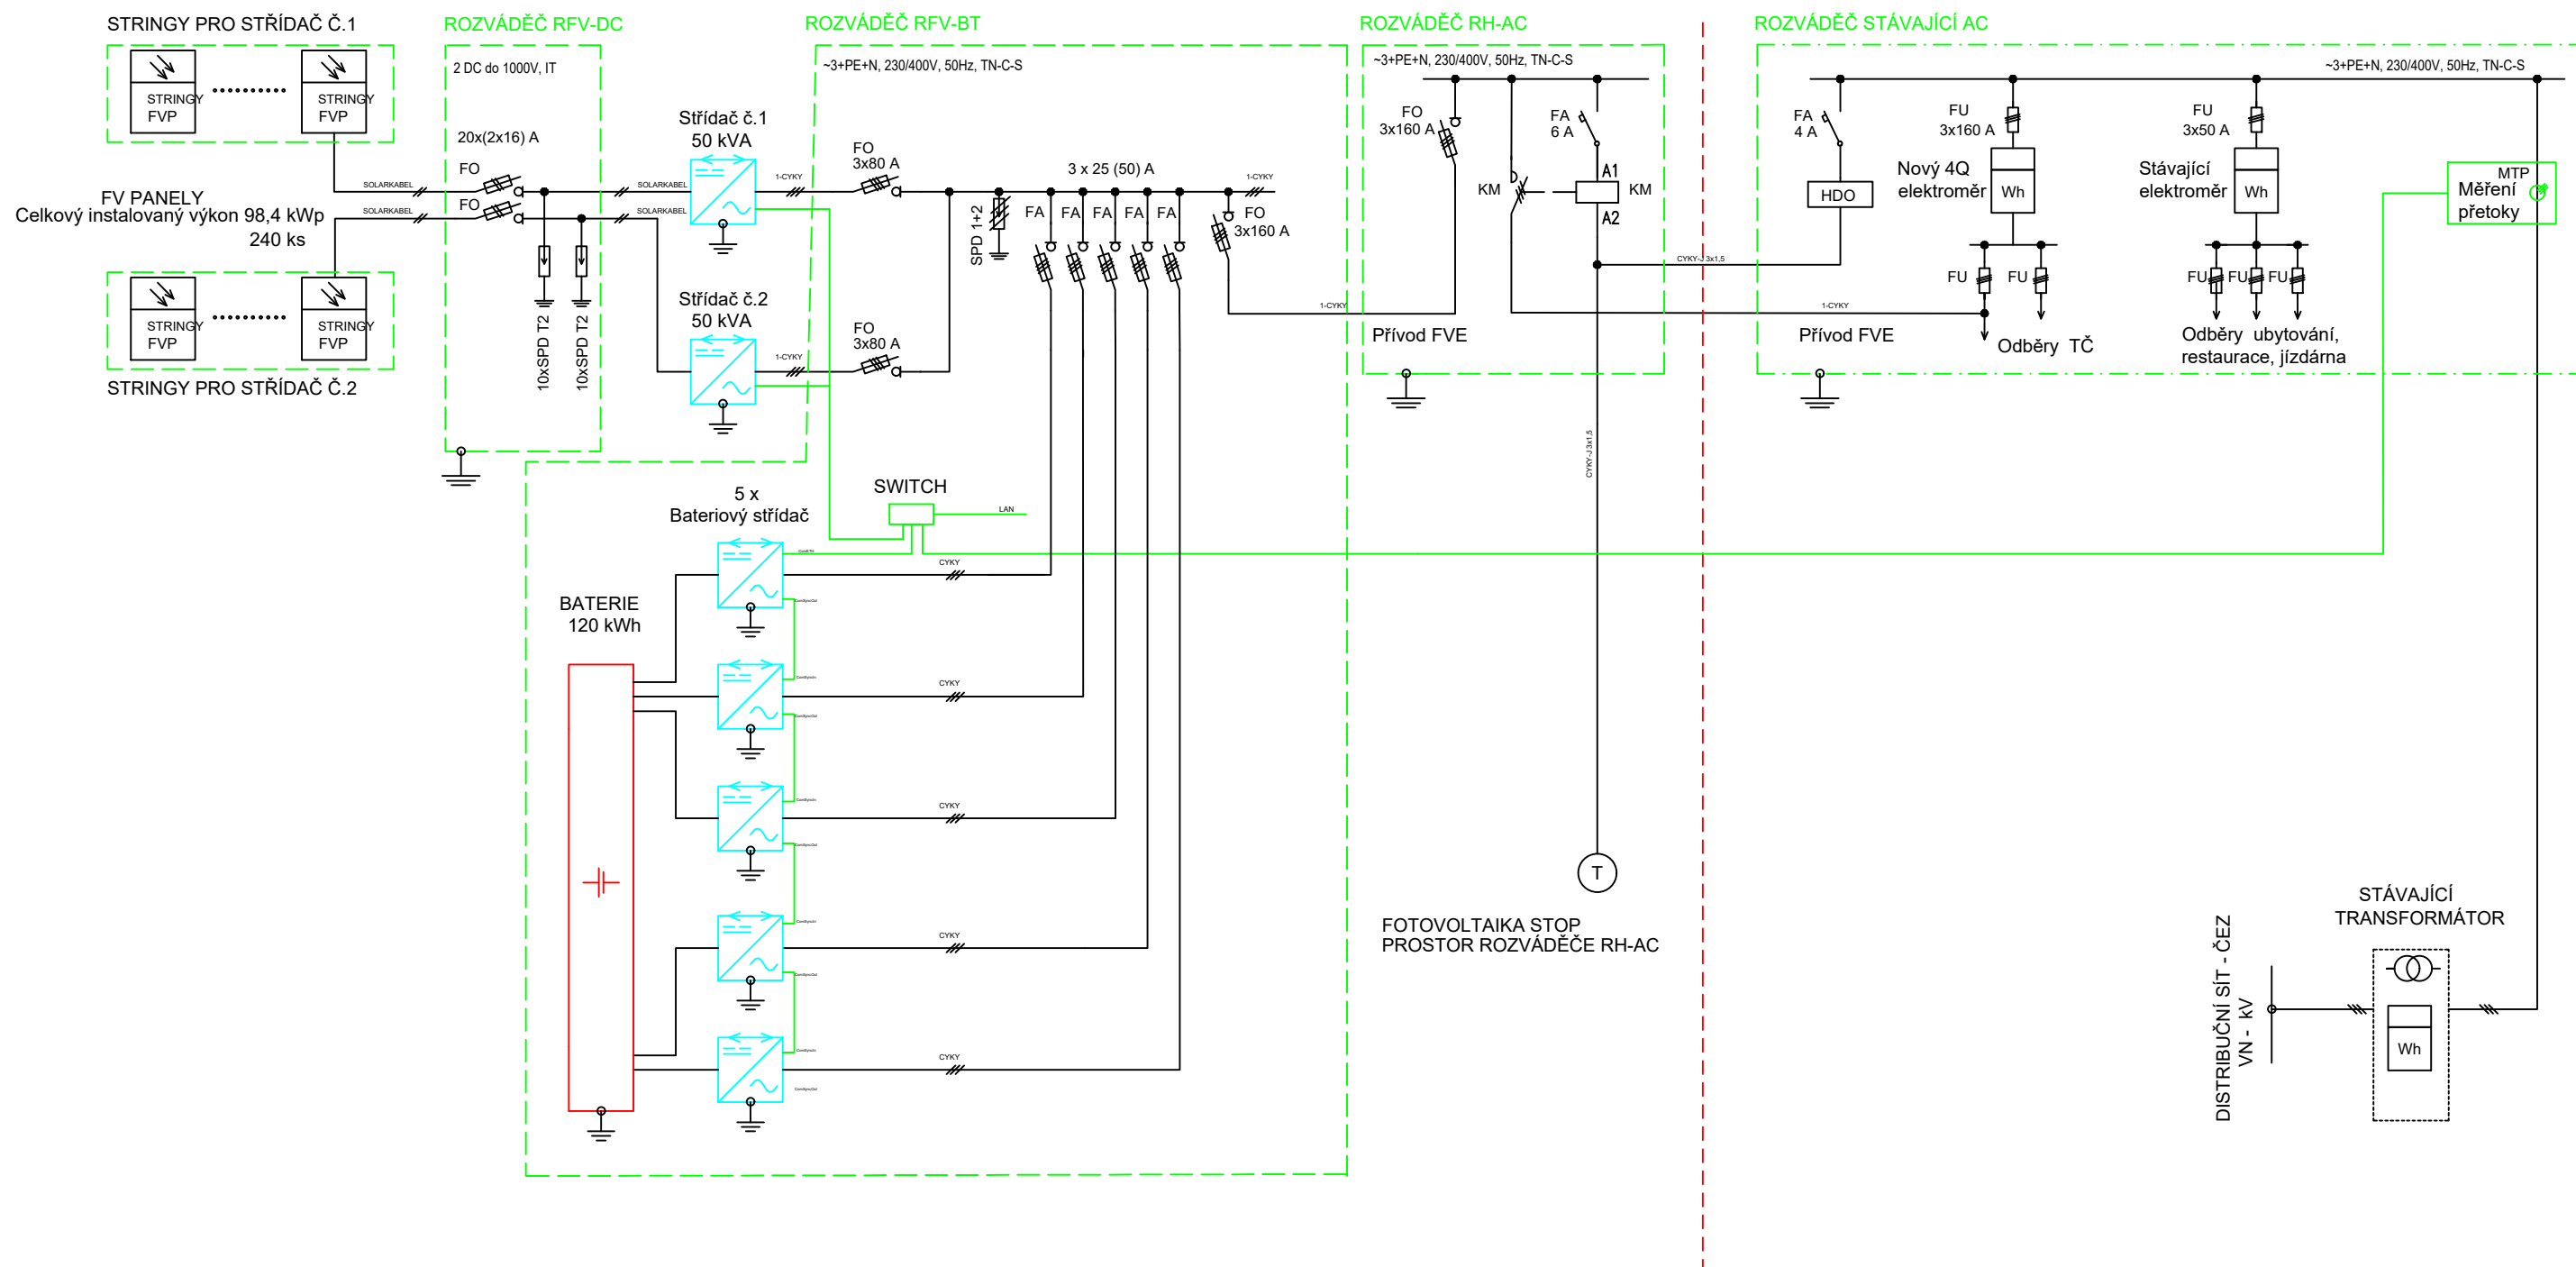 STRINGY PRO STŘÍDAČ Č.1
STRINGY
FVP
STRINGY
FVP
FV PANELY
Celkový instalovaný výkon 98,4 kWp
240 ks
STRINGY
FVP
STRINGY
FVP
STRINGY PRO STŘÍDAČ Č.2
SOLARKABEL
SOLARKABEL
ROZVÁDĚČ RFV-DC
2 DC do 1000V, IT
20x(2x16) A
FO
FO
10xSPD T2
10xSPD T2
SOLARKABEL
SOLARKABEL
Střídač č.1
50 kVA
Střídač č.2
50 kVA
ROZVÁDĚČ RFV-BT
~3+PE+N, 230/400V, 50Hz, TN-C-S
1-CYKY
FO
3x80 A
1-CYKY
FO
3x80 A
SPD 1+2
3 x 25 (50) A
FA
FA
FA
FA
FA
1-CYKY
FO
3x160 A
1-CYKY
SWITCH
LAN
5 x
Bateriový střídač
BATERIE
120 kWh
CYKY
CYKY
CYKY
CYKY
CYKY
ROZVÁDĚČ RH-AC
~3+PE+N, 230/400V, 50Hz, TN-C-S
FO
3x160 A
KM
FA
6 A
A1
KM
A2
Přívod FVE
CYKY-J 3x1,5
CYKY-J 3x1,5
T
FOTOVOLTAIKA STOP
PROSTOR ROZVÁDĚČE RH-AC
ROZVÁDĚČ STÁVAJÍCÍ AC
~3+PE+N, 230/400V, 50Hz, TN-C-S
FA
4 A
HDO
FU
3x160 A
Nový 4Q
elektroměr
Wh
FU
FU
1-CYKY
Přívod FVE
Odběry TČ
FU
3x50 A
Stávající
elektroměr
Wh
FU
FU
FU
Odběry ubytování,
restaurace, jízdárna
MTP
Měření
přetoky
STÁVAJÍCÍ
TRANSFORMÁTOR
Wh
DISTRIBUČNÍ SÍT - ČEZ
VN - kV